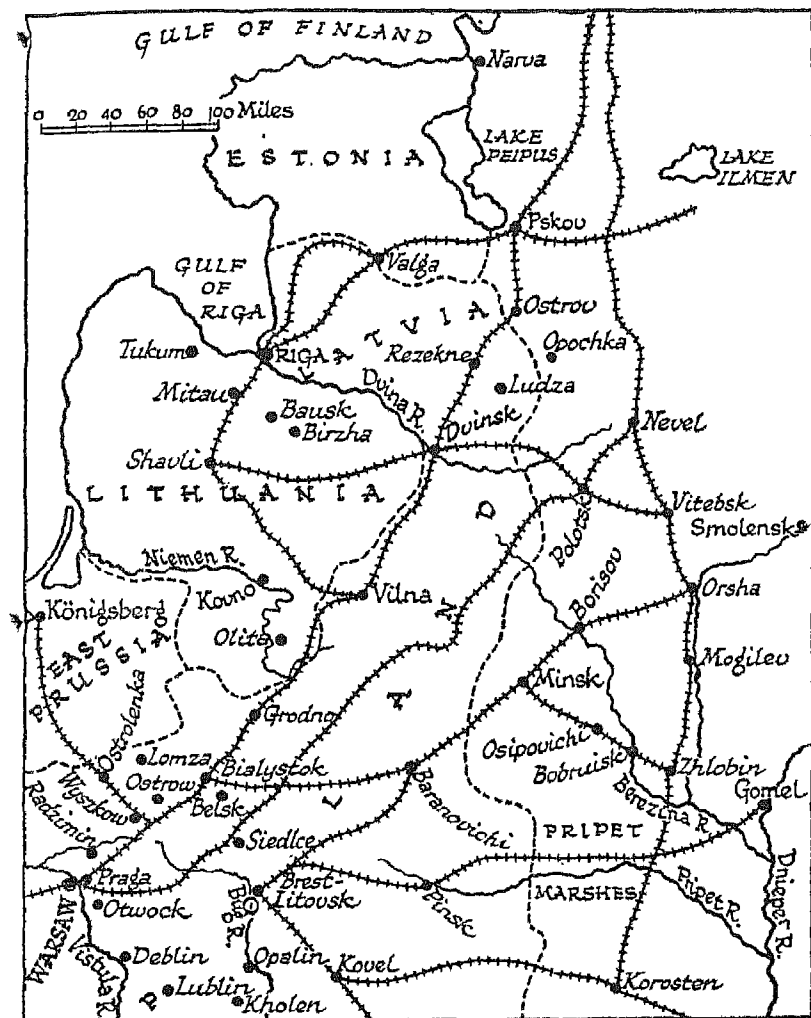 GULF OF FINLAND
Narva
0 20 40 60 80 100 Miles
ESTONIA
LAKE
PEIPUS
LAKE
ILMEN
Pskov
Valga
GULF
OF
RIGA
LATVIA
Ostrov
Tukum
RIGA
Rezekne
Opochka
Mitau
Dvina R.
Ludza
Bausk
Birzha
Dvinsk
Nevel
Shavli
LITHUANIA
Polotsk
Vitebsk
Smolensk
Niemen R.
Kovno
Vilna
Borisov
Orsha
Königsberg
EAST
PRUSSIA
Olita
Mogilev
Minsk
Ostrolenka
Grodno
Osipovichi
Lomza
Bialystok
Bobruisk
Zhlobin
Ostrow
Wyszkow
Belsk
Baranovichi
Berezina R.
Gomel
Radzimin
Siedlce
PRIPET
Praga
Brest-
Litovsk
Pinsk
MARSHES
Pipet R.
Dnieper R.
WARSAW
Otwock
Bug R.
Deblin
Opalin
Kovel
Vistula R.
Lublin
Kholen
Korosten
POLAND